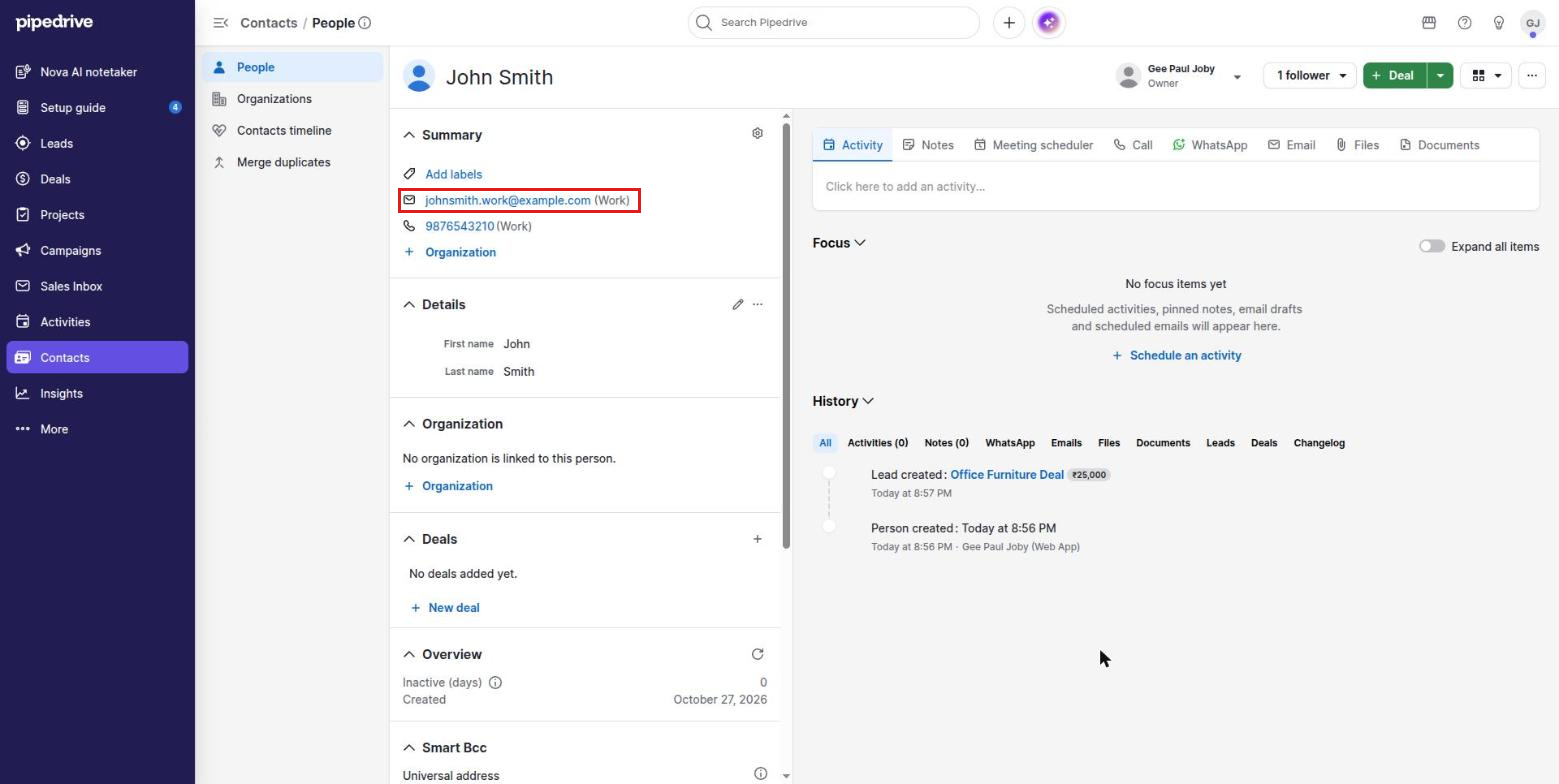 pipedrive
Contacts / People
Search Pipedrive
GJ
Nova AI notetaker
Setup guide 4
Leads
Deals
Projects
Campaigns
Sales Inbox
Activities
Contacts
Insights
More
People
Organizations
Contacts timeline
Merge duplicates
John Smith
Gee Paul Joby
Owner
1 follower
+ Deal
Summary
Add labels
johnsmith.work@example.com (Work)
9876543210 (Work)
+ Organization
Details
First name John
Last name Smith
Organization
No organization is linked to this person.
+ Organization
Deals
No deals added yet.
+ New deal
Overview
Inactive (days) 0
Created October 27, 2026
Smart Bcc
Universal address
Activity Notes Meeting scheduler Call WhatsApp Email Files Documents
Click here to add an activity...
Focus
Expand all items
No focus items yet
Scheduled activities, pinned notes, email drafts
and scheduled emails will appear here.
+ Schedule an activity
History
All Activities (0) Notes (0) WhatsApp Emails Files Documents Leads Deals Changelog
Lead created: Office Furniture Deal ₹25,000
Today at 8:57 PM
Person created: Today at 8:56 PM
Today at 8:56 PM · Gee Paul Joby (Web App)